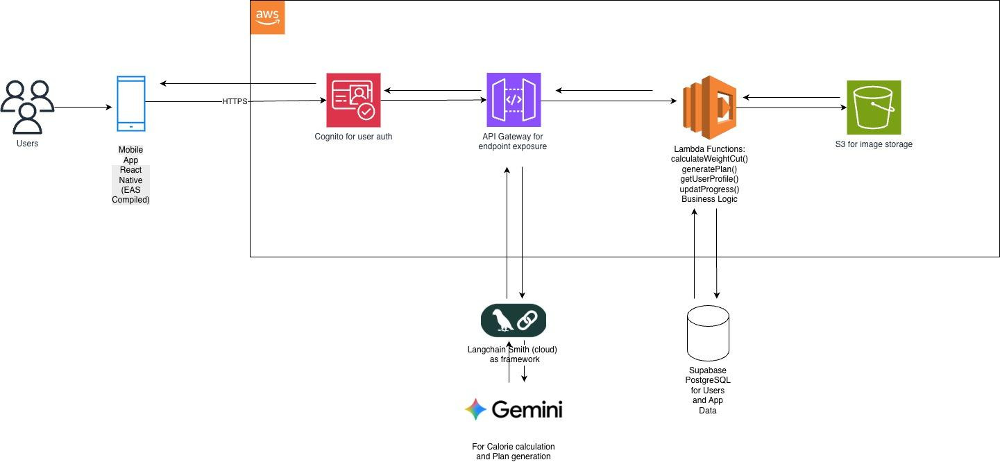 aws
HTTPS
Users
Mobile
App
React
Native
(EAS
Compiled)
Cognito for user auth
API Gateway for
endpoint exposure
Lambda Functions:
calculateWeightCut()
generatePlan()
getUserProfile()
updatProgress()
Business Logic
S3 for image storage
Langchain Smith (cloud)
as framework
Gemini
For Calorie calculation
and Plan generation
Supabase
PostgreSQL
for Users
and App
Data